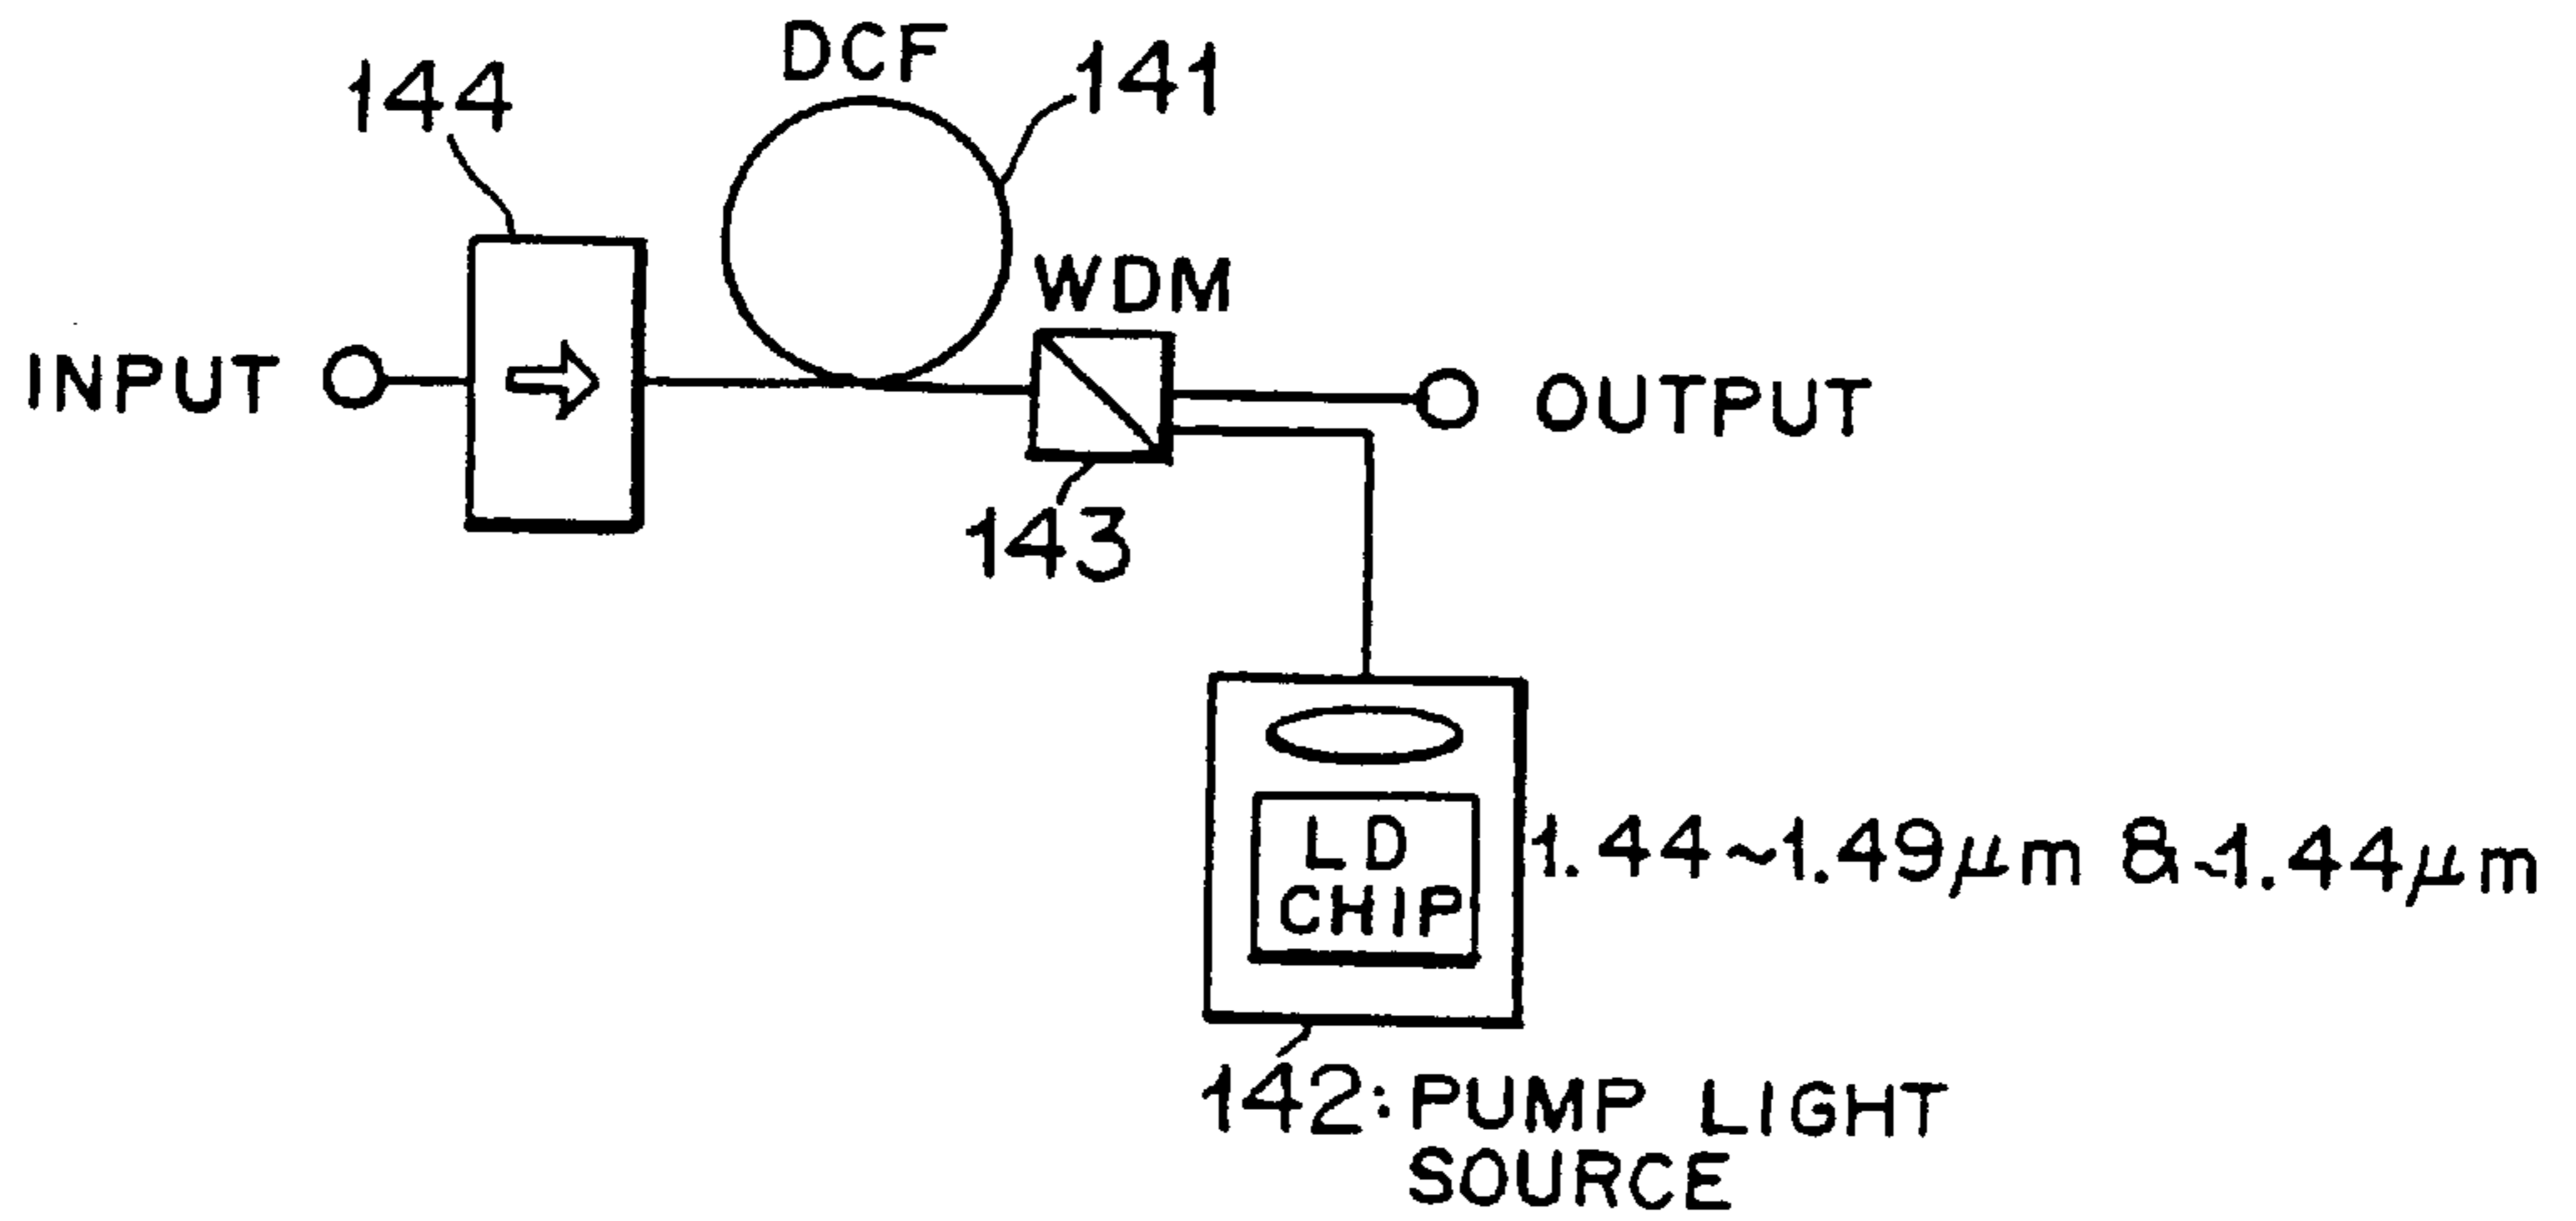 DCF
141
144
WDM
INPUT
OUTPUT
143
LD
CHIP
1.44~1.49μm & ~1.44μm
142: PUMP LIGHT
SOURCE